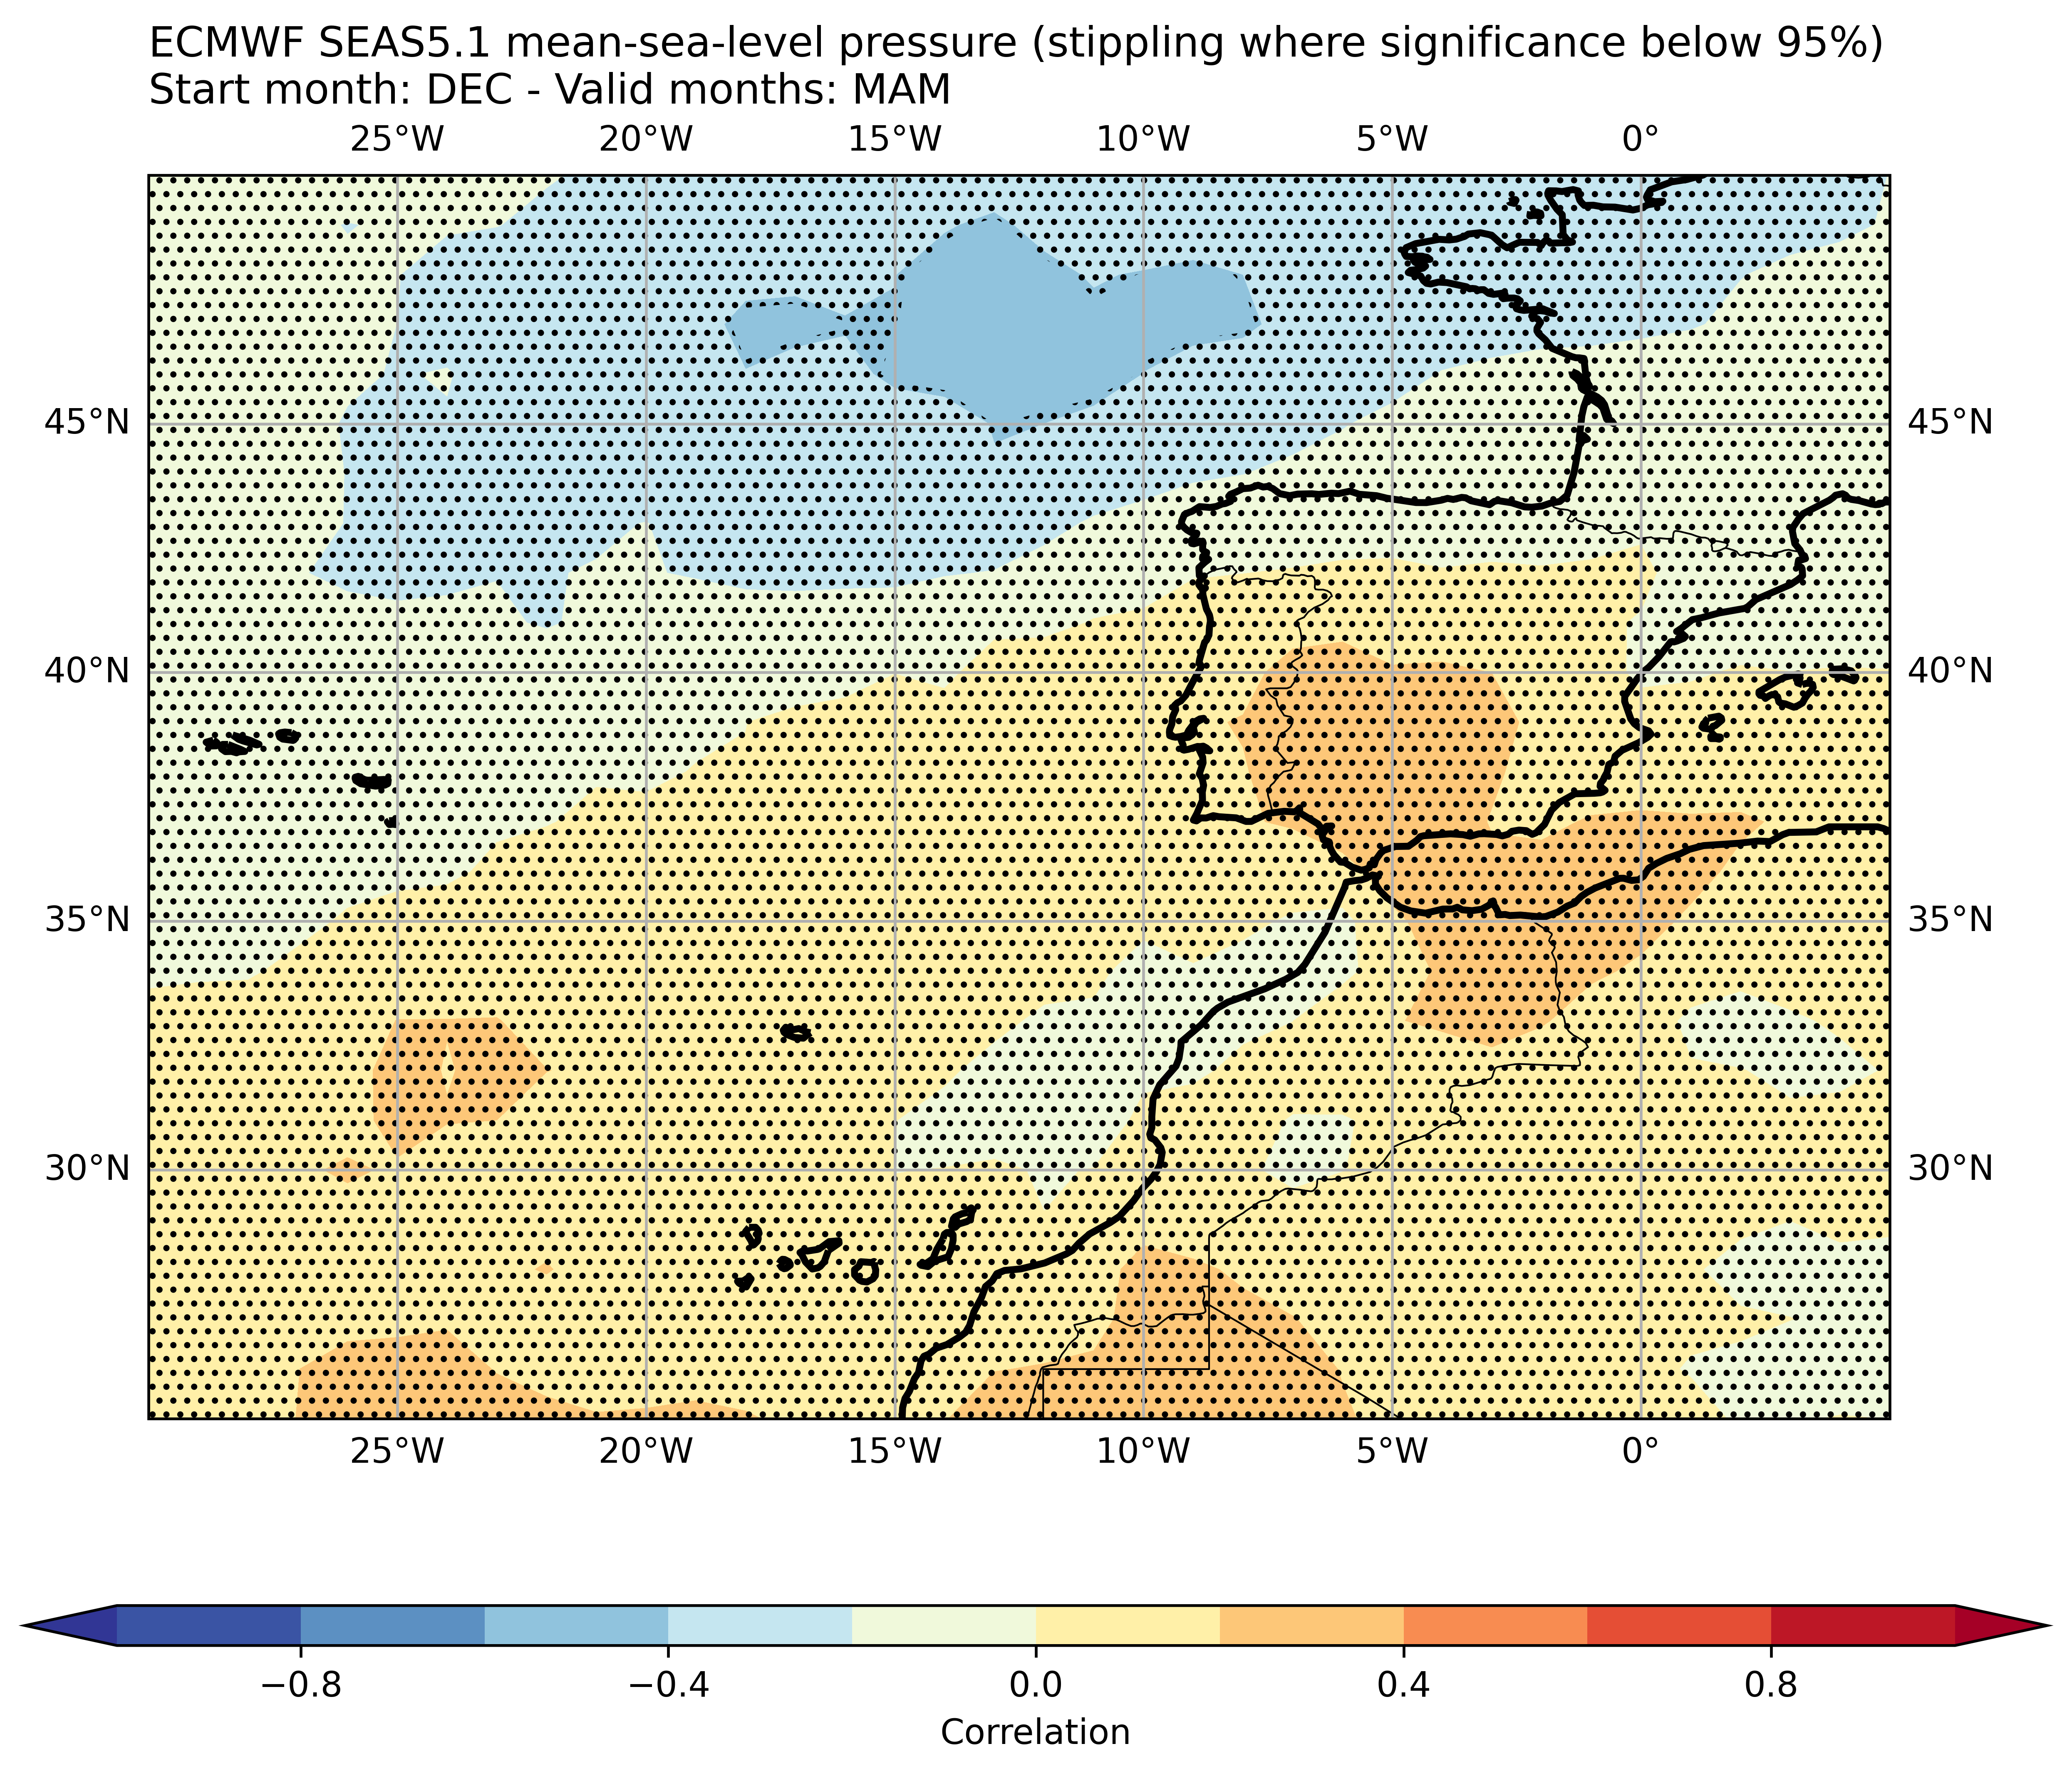 ECMWF SEAS5.1 mean-sea-level pressure (stippling where significance below 95%)
Start month: DEC - Valid months: MAM
25°W 20°W 15°W 10°W 5°W 0°
45°N 45°N
40°N 40°N
35°N 35°N
30°N 30°N
25°W 20°W 15°W 10°W 5°W 0°
−0.8 −0.4 0.0 0.4 0.8
Correlation